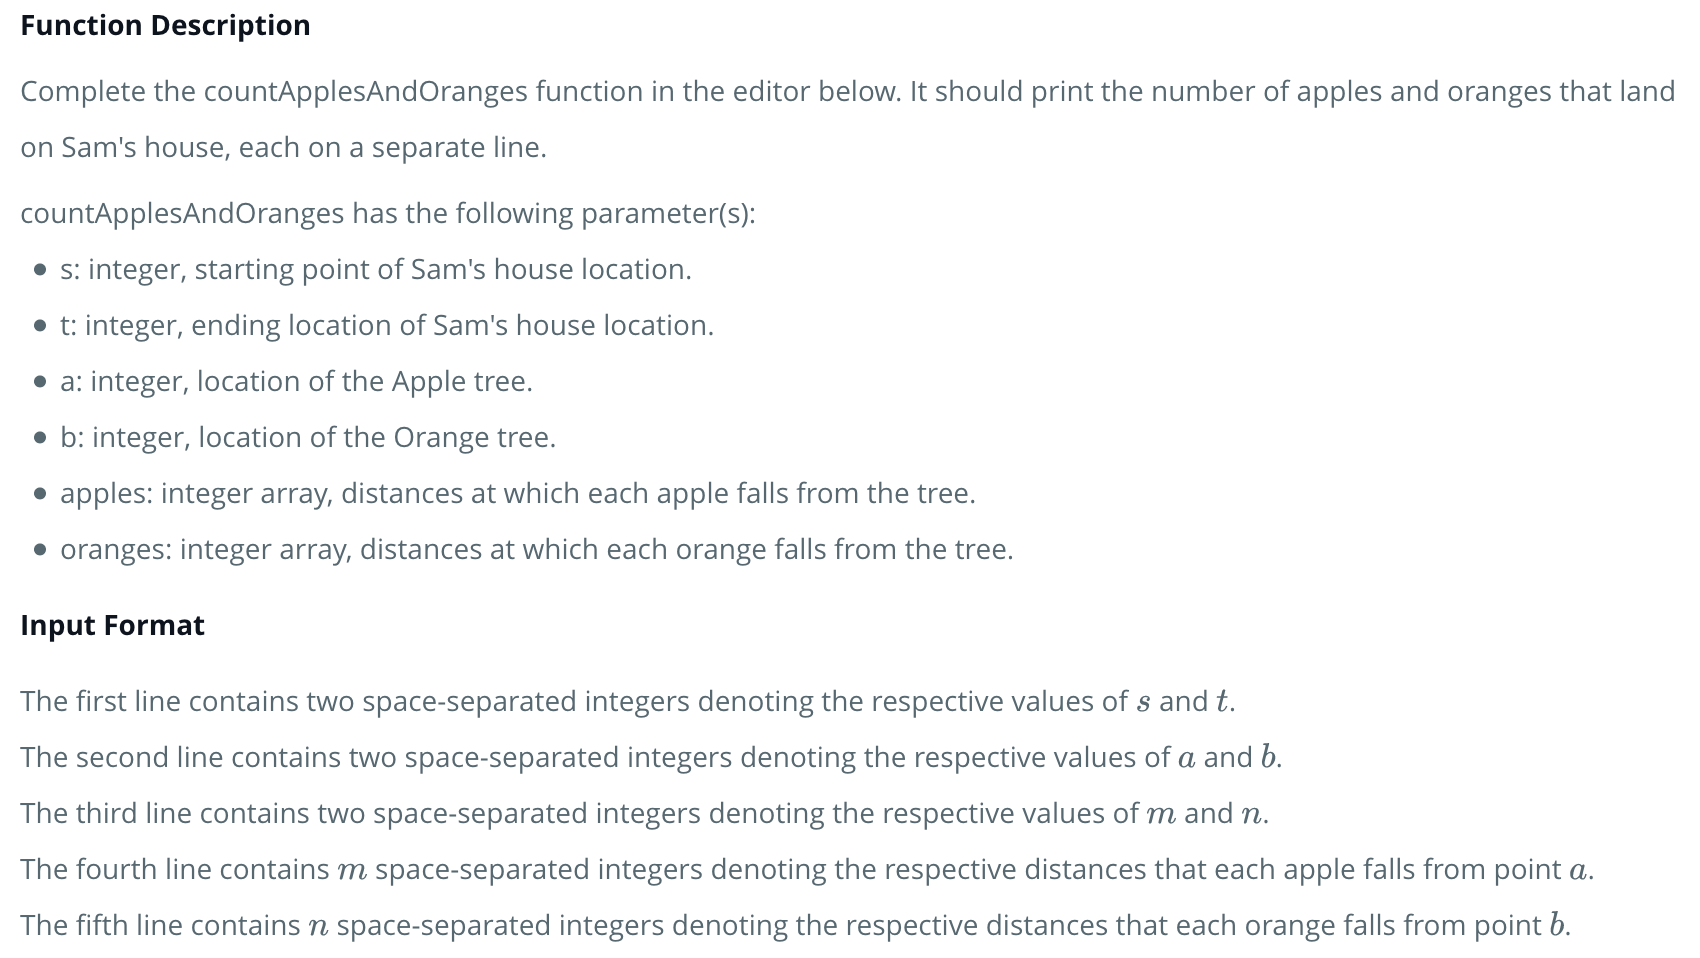 Function Description
Complete the countApplesAndOranges function in the editor below. It should print the number of apples and oranges that land
on Sam's house, each on a separate line.
countApplesAndOranges has the following parameter(s):
• s: integer, starting point of Sam's house location.
• t: integer, ending location of Sam's house location.
• a: integer, location of the Apple tree.
• b: integer, location of the Orange tree.
• apples: integer array, distances at which each apple falls from the tree.
• oranges: integer array, distances at which each orange falls from the tree.
Input Format
The first line contains two space-separated integers denoting the respective values of s and t.
The second line contains two space-separated integers denoting the respective values of a and b.
The third line contains two space-separated integers denoting the respective values of m and n.
The fourth line contains m space-separated integers denoting the respective distances that each apple falls from point a.
The fifth line contains n space-separated integers denoting the respective distances that each orange falls from point b.